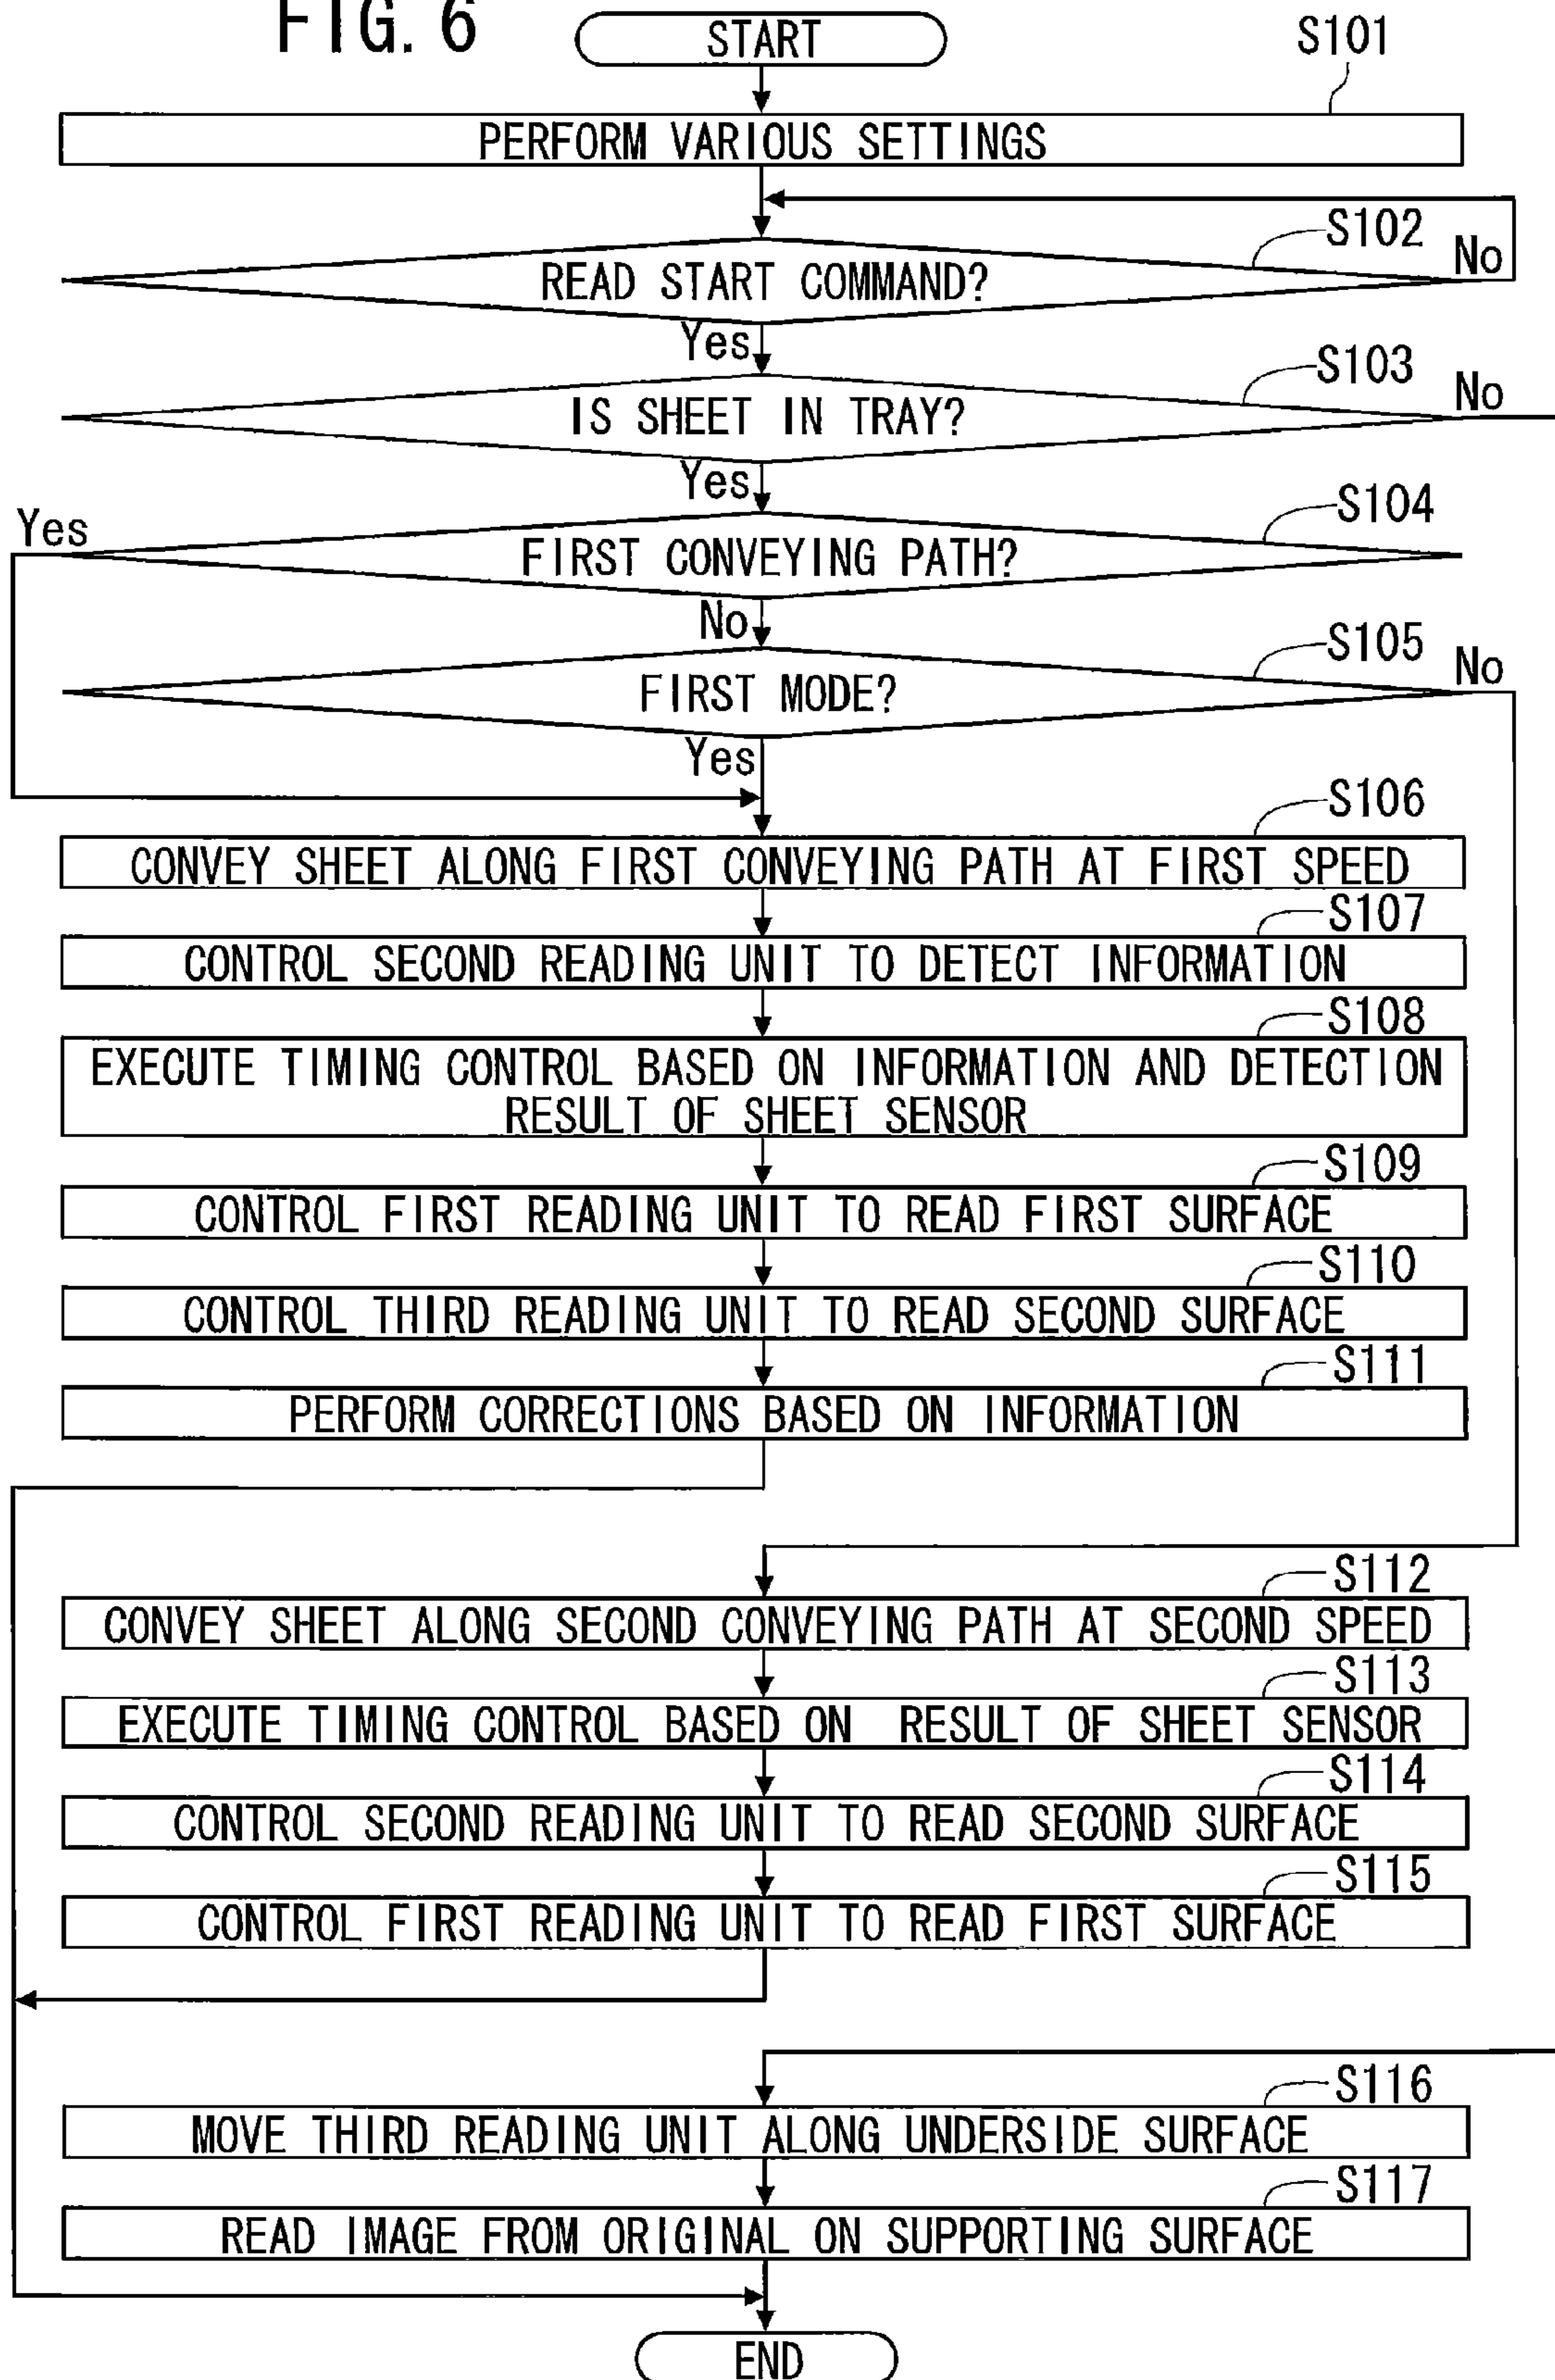 FIG. 6
START
S101
PERFORM VARIOUS SETTINGS
S102
READ START COMMAND?
No
Yes
S103
IS SHEET IN TRAY?
No
Yes
S104
Yes
FIRST CONVEYING PATH?
No
S105
FIRST MODE?
No
Yes
S106
CONVEY SHEET ALONG FIRST CONVEYING PATH AT FIRST SPEED
S107
CONTROL SECOND READING UNIT TO DETECT INFORMATION
S108
EXECUTE TIMING CONTROL BASED ON INFORMATION AND DETECTION
RESULT OF SHEET SENSOR
S109
CONTROL FIRST READING UNIT TO READ FIRST SURFACE
S110
CONTROL THIRD READING UNIT TO READ SECOND SURFACE
S111
PERFORM CORRECTIONS BASED ON INFORMATION
S112
CONVEY SHEET ALONG SECOND CONVEYING PATH AT SECOND SPEED
S113
EXECUTE TIMING CONTROL BASED ON RESULT OF SHEET SENSOR
S114
CONTROL SECOND READING UNIT TO READ SECOND SURFACE
S115
CONTROL FIRST READING UNIT TO READ FIRST SURFACE
S116
MOVE THIRD READING UNIT ALONG UNDERSIDE SURFACE
S117
READ IMAGE FROM ORIGINAL ON SUPPORTING SURFACE
END